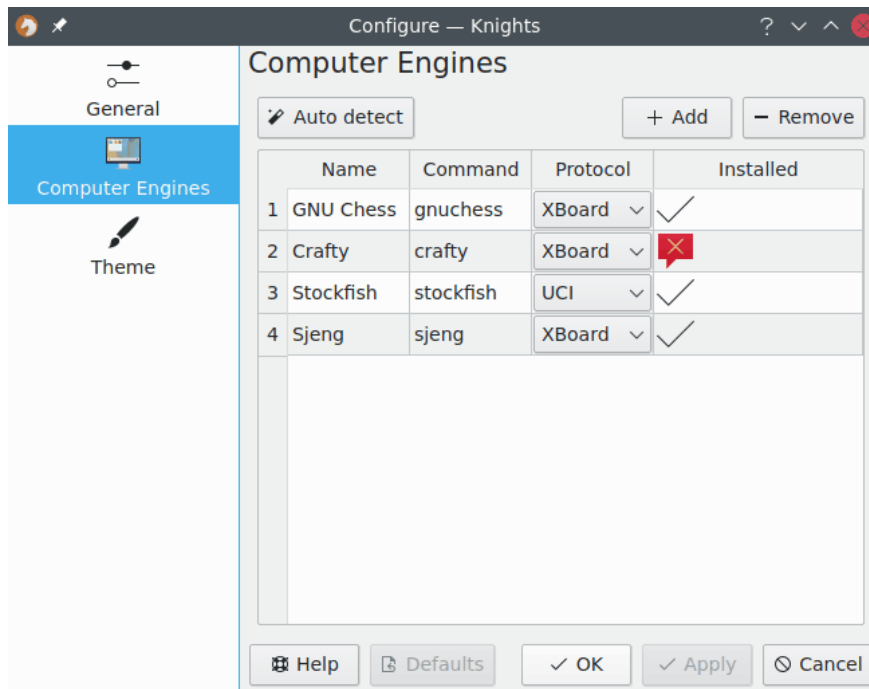 Configure — Knights
General
Computer Engines
Theme
Computer Engines
Auto detect
Add
Remove
Name Command Protocol Installed
1 GNU Chess gnuchess XBoard
2 Crafty crafty XBoard
3 Stockfish stockfish UCI
4 Sjeng sjeng XBoard
Help Defaults OK Apply Cancel